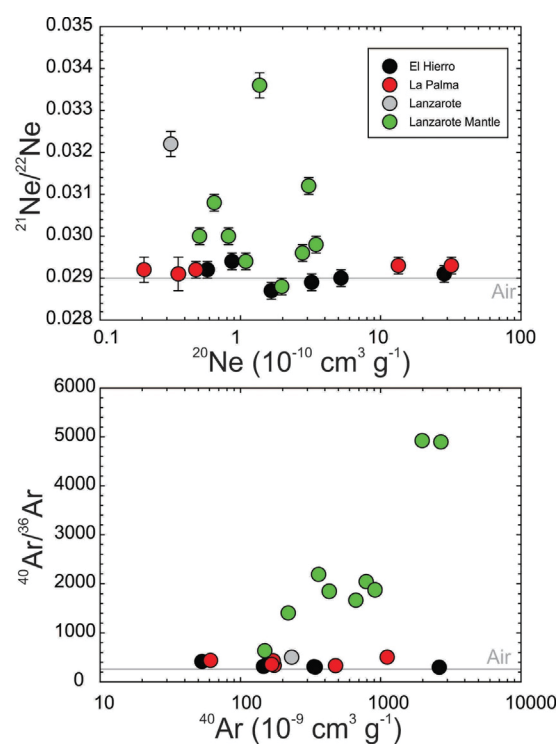 0.035
0.034
0.033
0.032
0.031
0.030
0.029
0.028
²¹Ne/²²Ne
El Hierro
La Palma
Lanzarote
Lanzarote Mantle
Air
0.1
1
10
100
²⁰Ne (10⁻¹⁰ cm³ g⁻¹)
6000
5000
4000
3000
2000
1000
0
⁴⁰Ar/³⁶Ar
Air
10
100
1000
10000
⁴⁰Ar (10⁻⁹ cm³ g⁻¹)